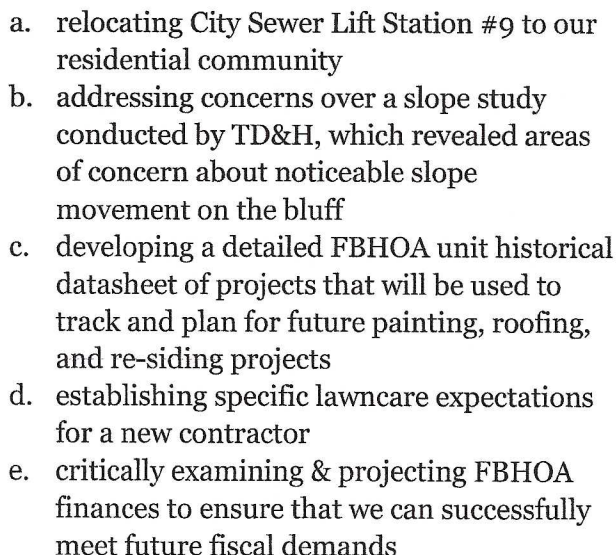 a. relocating City Sewer Lift Station #9 to our
residential community
b. addressing concerns over a slope study
conducted by TD&H, which revealed areas
of concern about noticeable slope
movement on the bluff
c. developing a detailed FBHOA unit historical
datasheet of projects that will be used to
track and plan for future painting, roofing,
and re-siding projects
d. establishing specific lawncare expectations
for a new contractor
e. critically examining & projecting FBHOA
finances to ensure that we can successfully
meet future fiscal demands